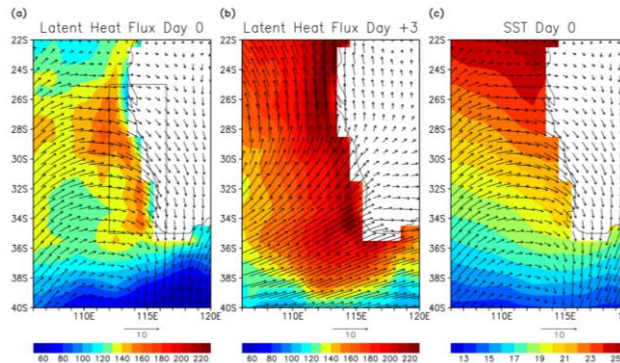 (a) Latent Heat Flux Day 0
(b) Latent Heat Flux Day +3
(c) SST Day 0
22S
24S
26S
28S
30S
32S
34S
36S
38S
40S
22S
24S
26S
28S
30S
32S
34S
36S
38S
40S
22S
24S
26S
28S
30S
32S
34S
36S
38S
40S
110E 115E 120E
110E 115E 120E
110E 115E
10
10
10
60 80 100 120 140 160 180 200 220
60 80 100 120 140 160 180 200 220
13 15 17 19 21 23 25